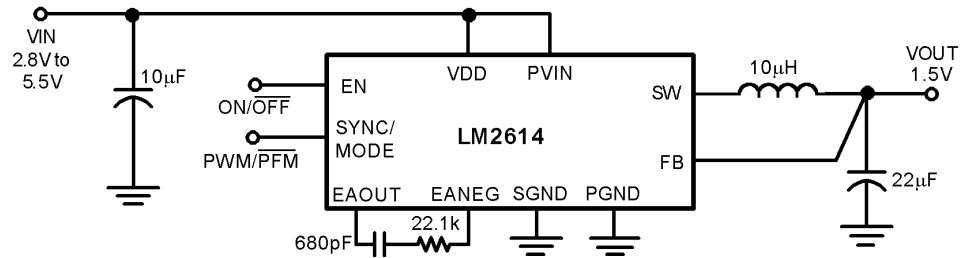 VIN
2.8V to
5.5V
10μF
VDD
PVIN
VOUT
1.5V
10μH
EN
SW
ON/OFF
SYNC/
MODE
LM2614
PWM/PFM
FB
22μF
EAOUT
EANEG
SGND
PGND
22.1k
680pF